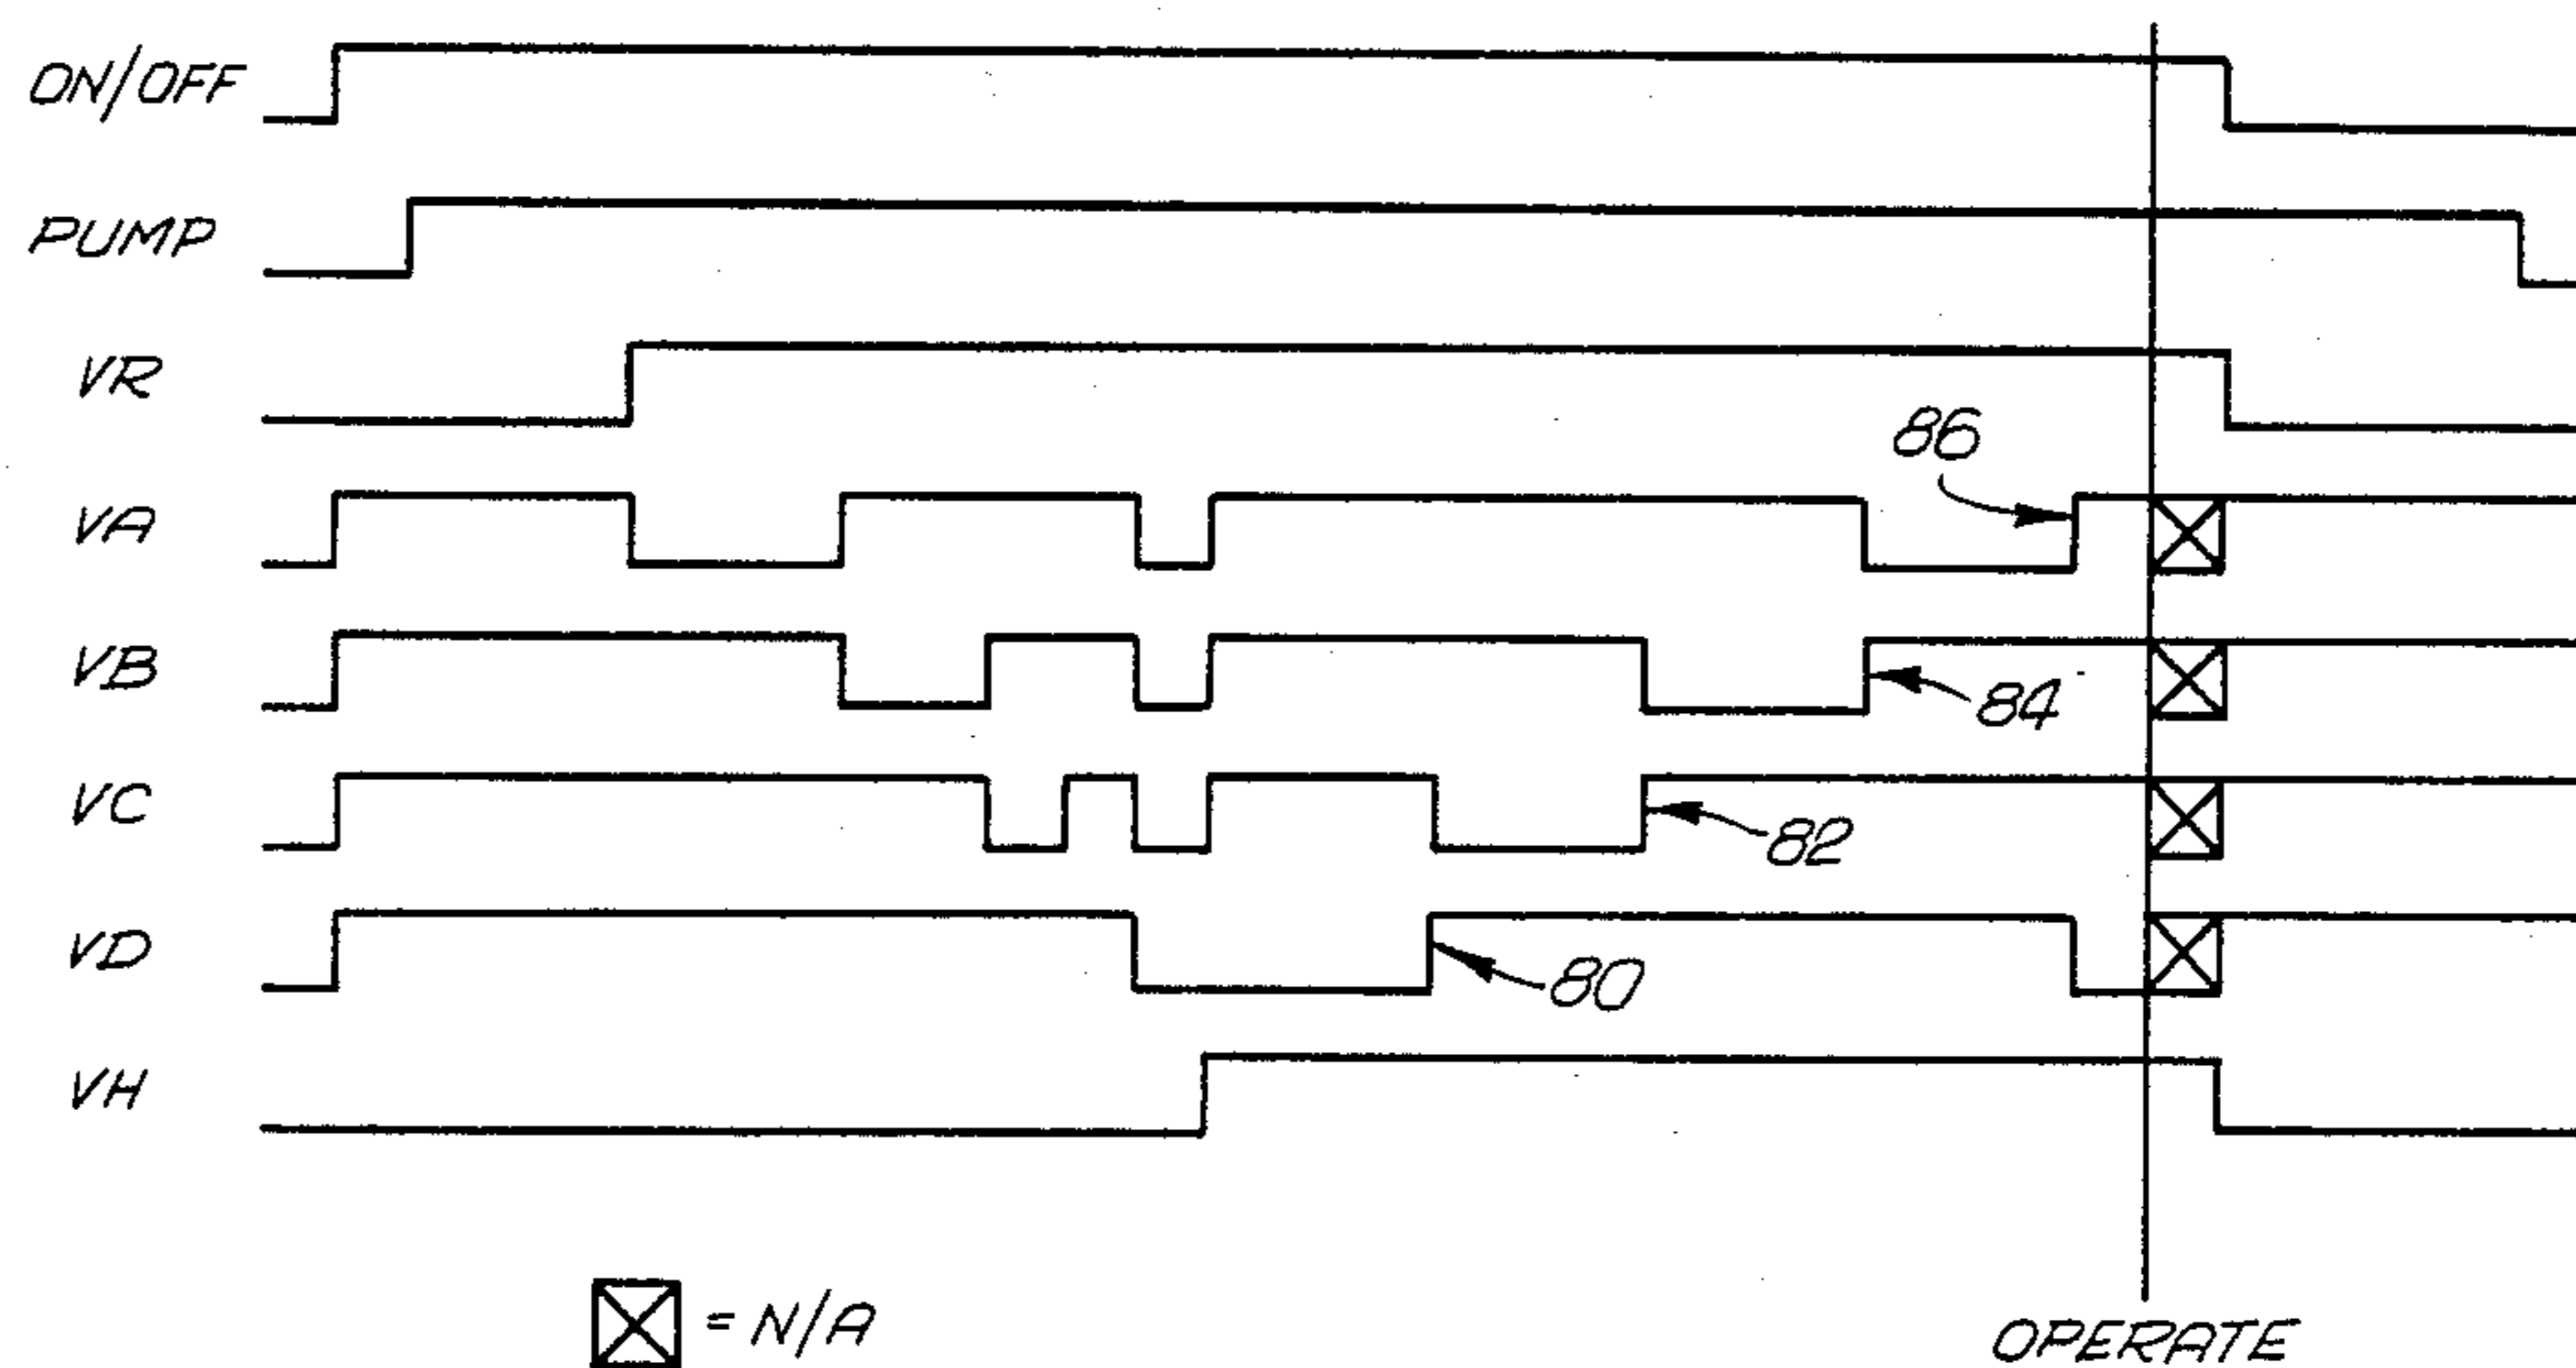 ON/OFF
PUMP
VR
86
VA
VB
84
VC
82
VD
80
VH
= N/A
OPERATE